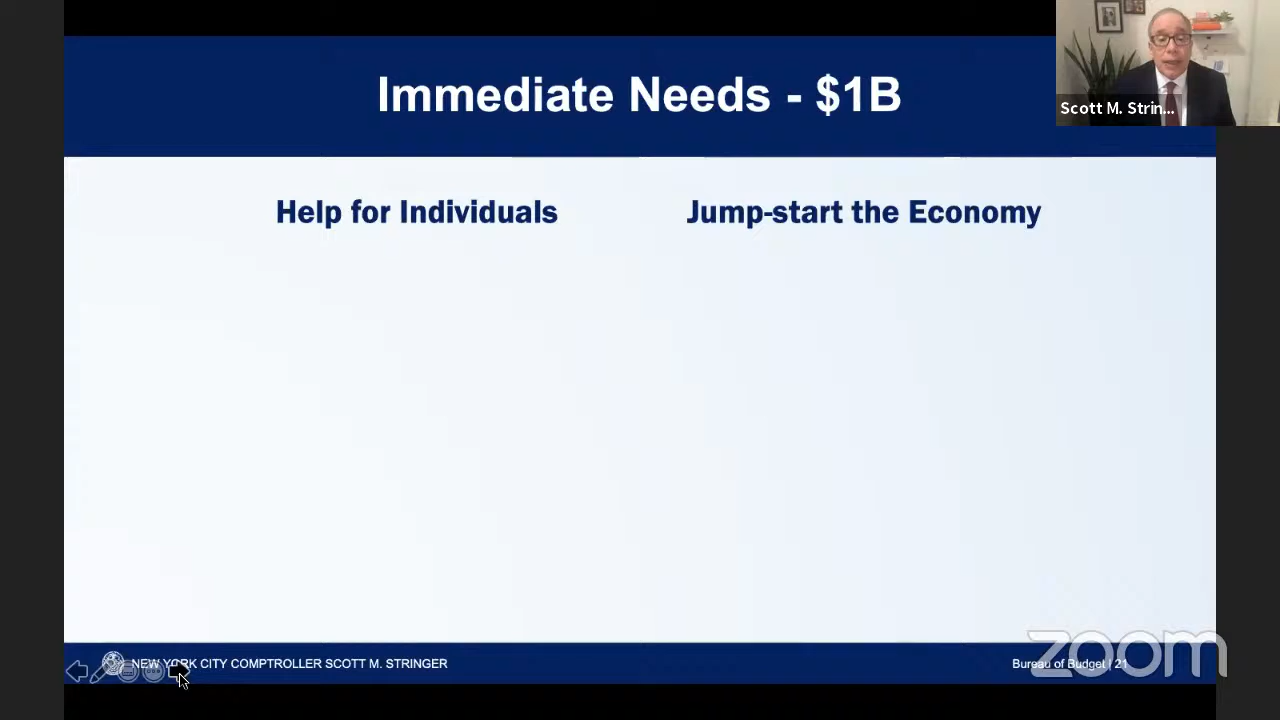 Immediate Needs - $1B
Scott M. Strin...
Help for Individuals
Jump-start the Economy
NEW YORK CITY COMPTROLLER SCOTT M. STRINGER
Bureau of Budget | 21
zoom